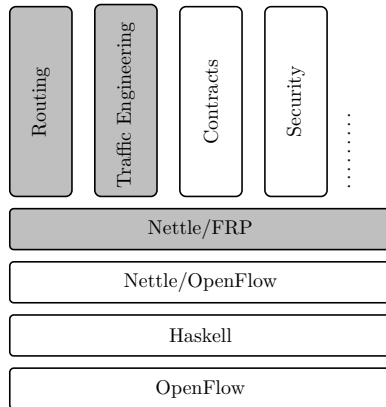 Routing
Traffic Engineering
Contracts
Security
.........
Nettle/FRP
Nettle/OpenFlow
Haskell
OpenFlow